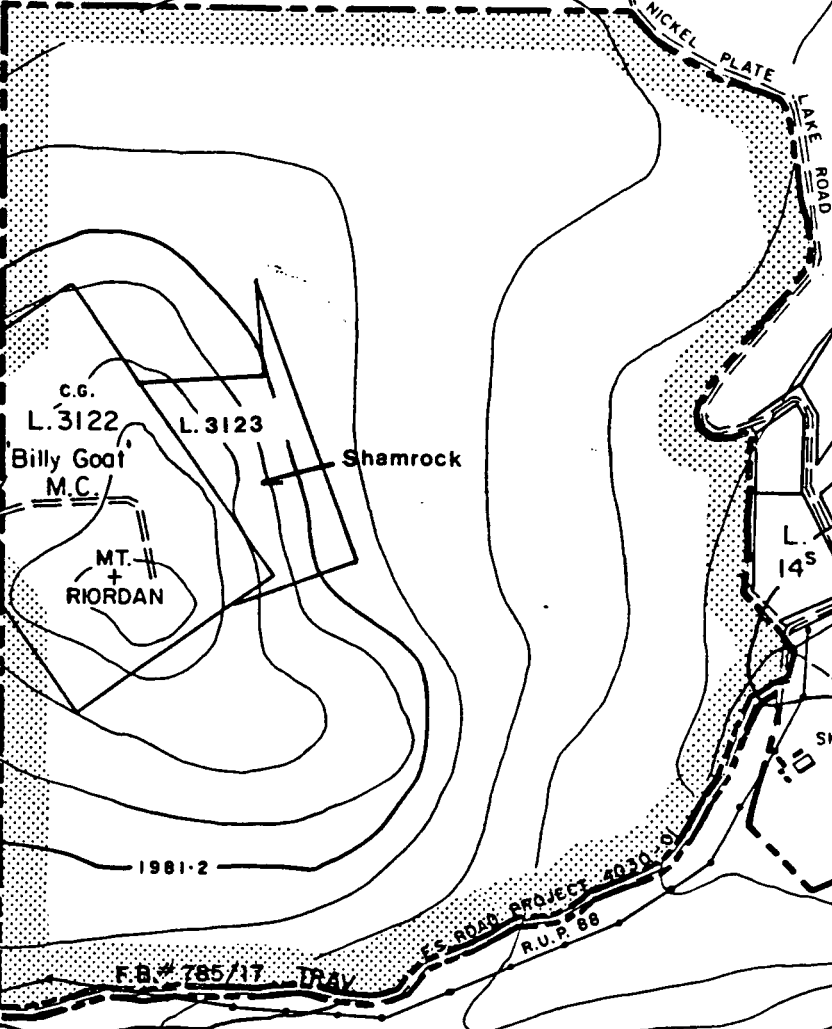 NICKEL PLATE LAKE ROAD
C.G.
L.3122
'Billy Goat'
M.C.
L.3123
Shamrock
MT.
+
RIORDAN
L.
14S
1981·2
F.S. ROAD PROJECT 4030-01
R.U.P. 88
F.B.# 785/17 TRAV